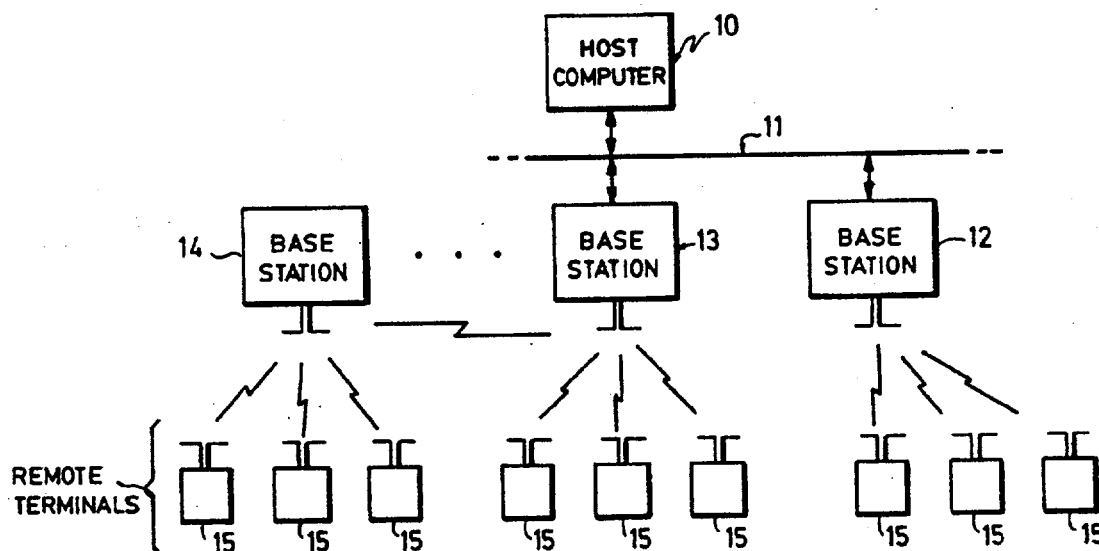 HOST
COMPUTER
10
11
14
BASE
STATION
. . .
BASE
STATION
13
BASE
STATION
12
REMOTE
TERMINALS
15
15
15
15
15
15
15
15
15